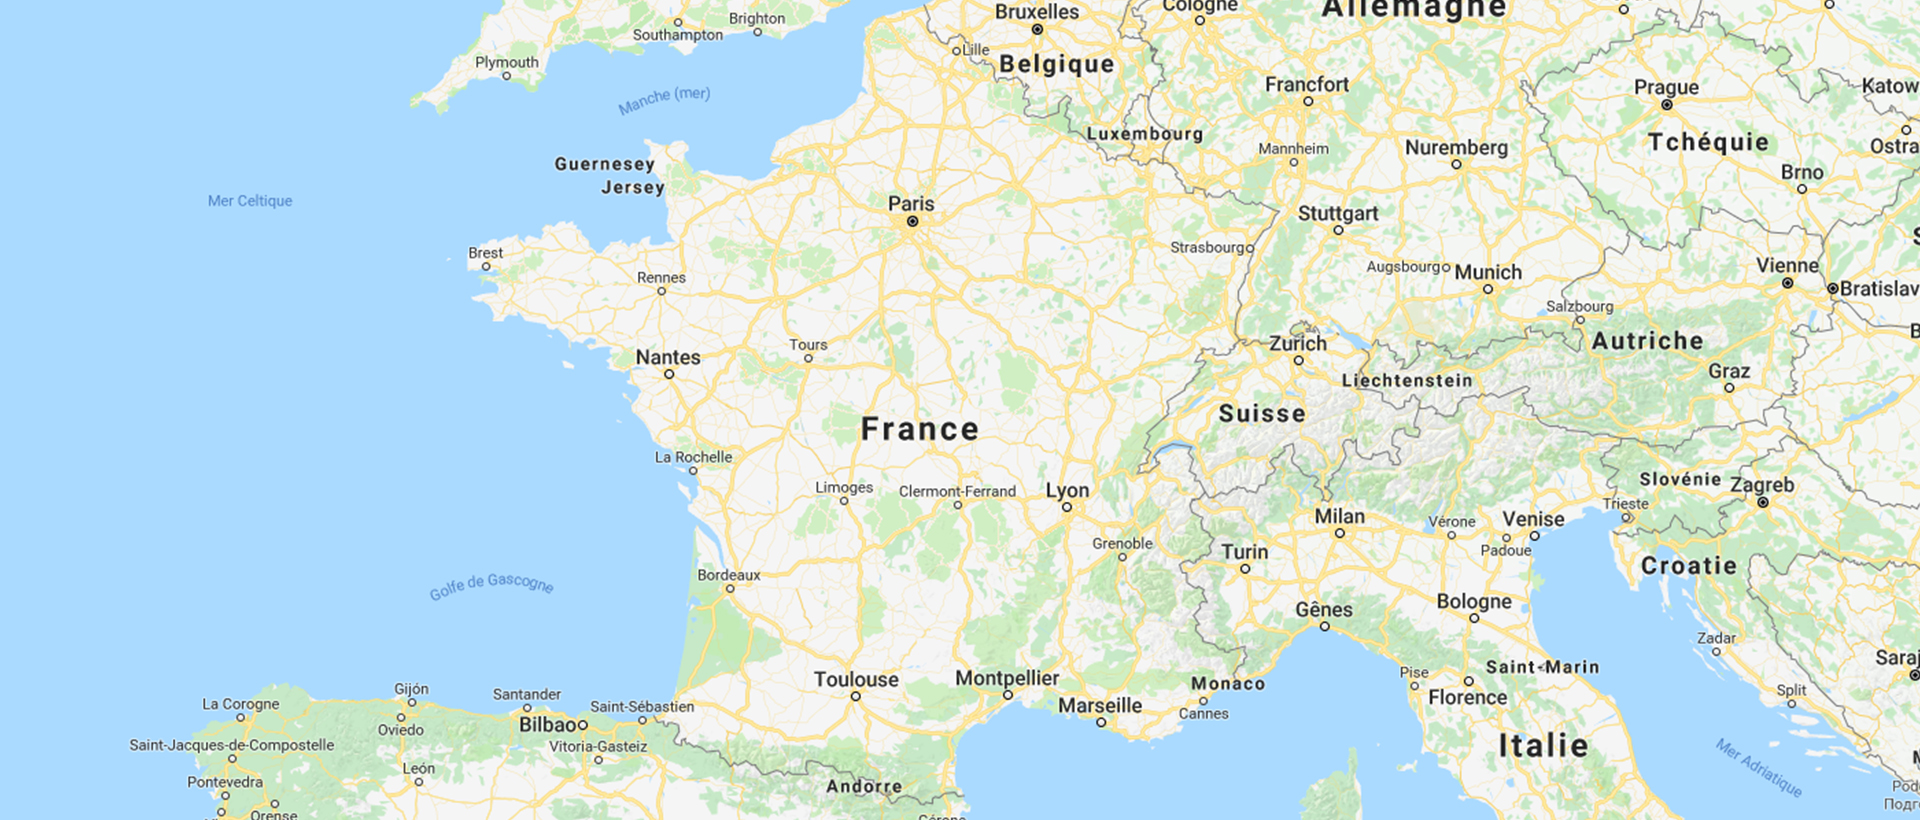 Cologne
Allemagne
Bruxelles
Brighton
Southampton
Lille
Belgique
Plymouth
Francfort
Prague
Katow
Manche (mer)
Luxembourg
Tchéquie
Mannheim
Nuremberg
Ostra
Guernesey
Jersey
Brno
Mer Celtique
Paris
Stuttgart
Strasbourg
Brest
Rennes
Augsbourg
Munich
Vienne
Bratislav
Salzbourg
Tours
Zurich
Autriche
Nantes
Liechtenstein
Graz
Suisse
France
La Rochelle
Limoges
Clermont-Ferrand
Lyon
Slovénie
Zagreb
Trieste
Milan
Vérone
Venise
Padoue
Grenoble
Turin
Croatie
Bordeaux
Golfe de Gascogne
Gênes
Bologne
Zadar
Saraj
Saint-Marin
Toulouse
Montpellier
Monaco
Pise
Florence
Split
Marseille
Cannes
Gijón
Santander
La Corogne
Saint-Sébastien
Oviedo
Bilbao
Saint-Jacques-de-Compostelle
Vitoria-Gasteiz
Italie
Mer Adriatique
León
Pontevedra
Andorre
Orense